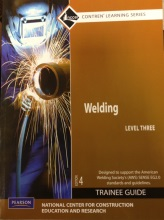 CONTREN® LEARNING SERIES
Welding
LEVEL THREE
Designed to support the American
Welding Society's (AWS) SENSE EG2.0
standards and guidelines.
4
TRAINEE GUIDE
PEARSON
NATIONAL CENTER FOR CONSTRUCTION
EDUCATION AND RESEARCH